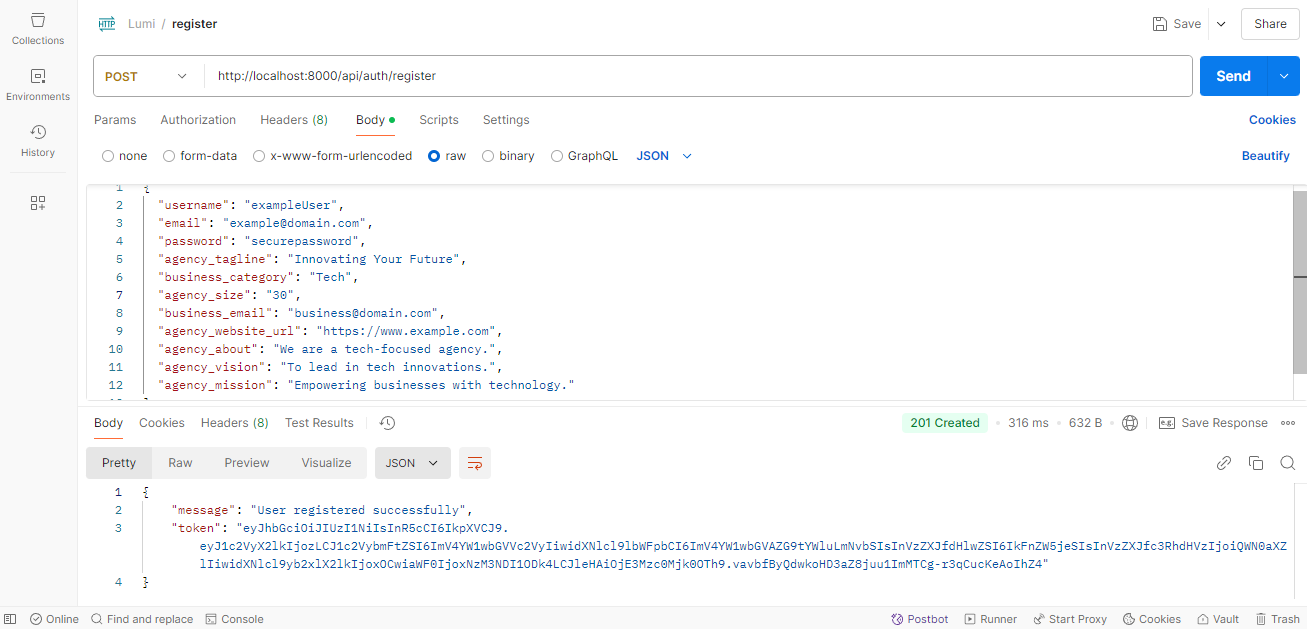 Collections
Environments
History
HTTP Lumi / register
Save
Share
POST http://localhost:8000/api/auth/register Send
Params Authorization Headers (8) Body Scripts Settings Cookies
none form-data x-www-form-urlencoded raw binary GraphQL JSON Beautify
1 {
2 "username": "exampleUser",
3 "email": "example@domain.com",
4 "password": "securepassword",
5 "agency_tagline": "Innovating Your Future",
6 "business_category": "Tech",
7 "agency_size": "30",
8 "business_email": "business@domain.com",
9 "agency_website_url": "https://www.example.com",
10 "agency_about": "We are a tech-focused agency.",
11 "agency_vision": "To lead in tech innovations.",
12 "agency_mission": "Empowering businesses with technology."
Body Cookies Headers (8) Test Results 201 Created 316 ms 632 B e.g. Save Response
Pretty Raw Preview Visualize JSON
1 {
2 "message": "User registered successfully",
3 "token": "eyJhbGciOiJIUzI1NiIsInR5cCI6IkpXVCJ9.
eyJ1c2VyX2lkIjozLCJ1c2VybmFtZSI6ImV4YW1wbGVVc2VyIiwidXNlcl9lbWFpbCI6ImV4YW1wbGVAZG9tYWluLmNvbSIsInVzZXJfdHlwZSI6IkFnZW5jeSIsInVzZXJfc3RhdHVzIjoiQWN0aXZ
lIiwidXNlcl9yb2xlX2lkIjoxOCwiaWF0IjoxNzM3NDI1ODk4LCJleHAiOjE3Mzc0Mjk0OTh9.vavbfByQdwkoHD3aZ8juu1ImMTCg-r3qCucKeAoIhZ4"
4 }
Online Find and replace Console Postbot Runner Start Proxy Cookies Vault Trash